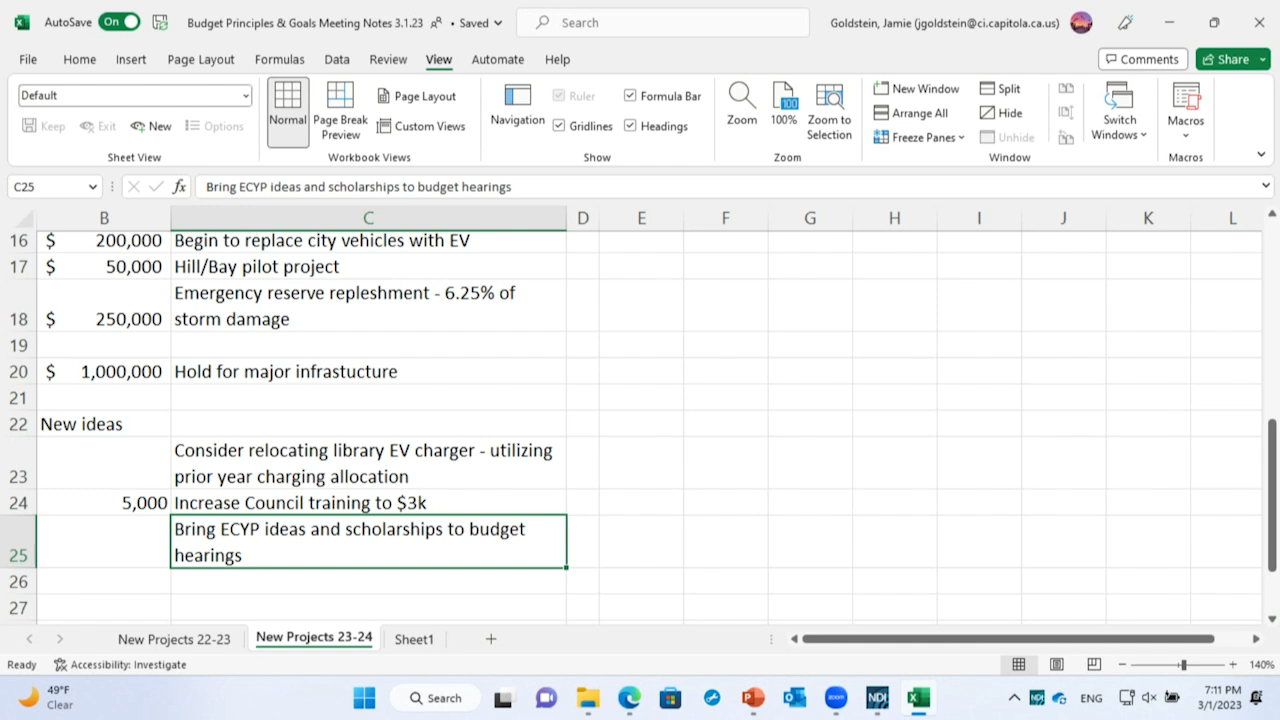 AutoSave On Budget Principles & Goals Meeting Notes 3.1.23 • Saved Search Goldstein, Jamie (jgoldstein@ci.capitola.ca.us)
File Home Insert Page Layout Formulas Data Review View Automate Help Comments Share
Default
Keep Exit New Options
Sheet View
Normal Page Break Preview Page Layout Custom Views
Workbook Views
Navigation Ruler Gridlines Formula Bar Headings
Show
Zoom 100% Zoom to Selection
Zoom
New Window Arrange All Freeze Panes Split Hide Unhide Switch Windows
Window
Macros
Macros
C25 fx Bring ECYP ideas and scholarships to budget hearings
B C D E F G H I J K L
16 $ 200,000 Begin to replace city vehicles with EV
17 $ 50,000 Hill/Bay pilot project
Emergency reserve repleshment - 6.25% of
18 $ 250,000 storm damage
19
20 $ 1,000,000 Hold for major infrastucture
21
22 New ideas
Consider relocating library EV charger - utilizing
23 prior year charging allocation
24 5,000 Increase Council training to $3k
Bring ECYP ideas and scholarships to budget
25 hearings
26
27
New Projects 22-23 New Projects 23-24 Sheet1
Ready Accessibility: Investigate 140%
49°F
Clear
Search
zoom NDI
ENG
7:11 PM
3/1/2023